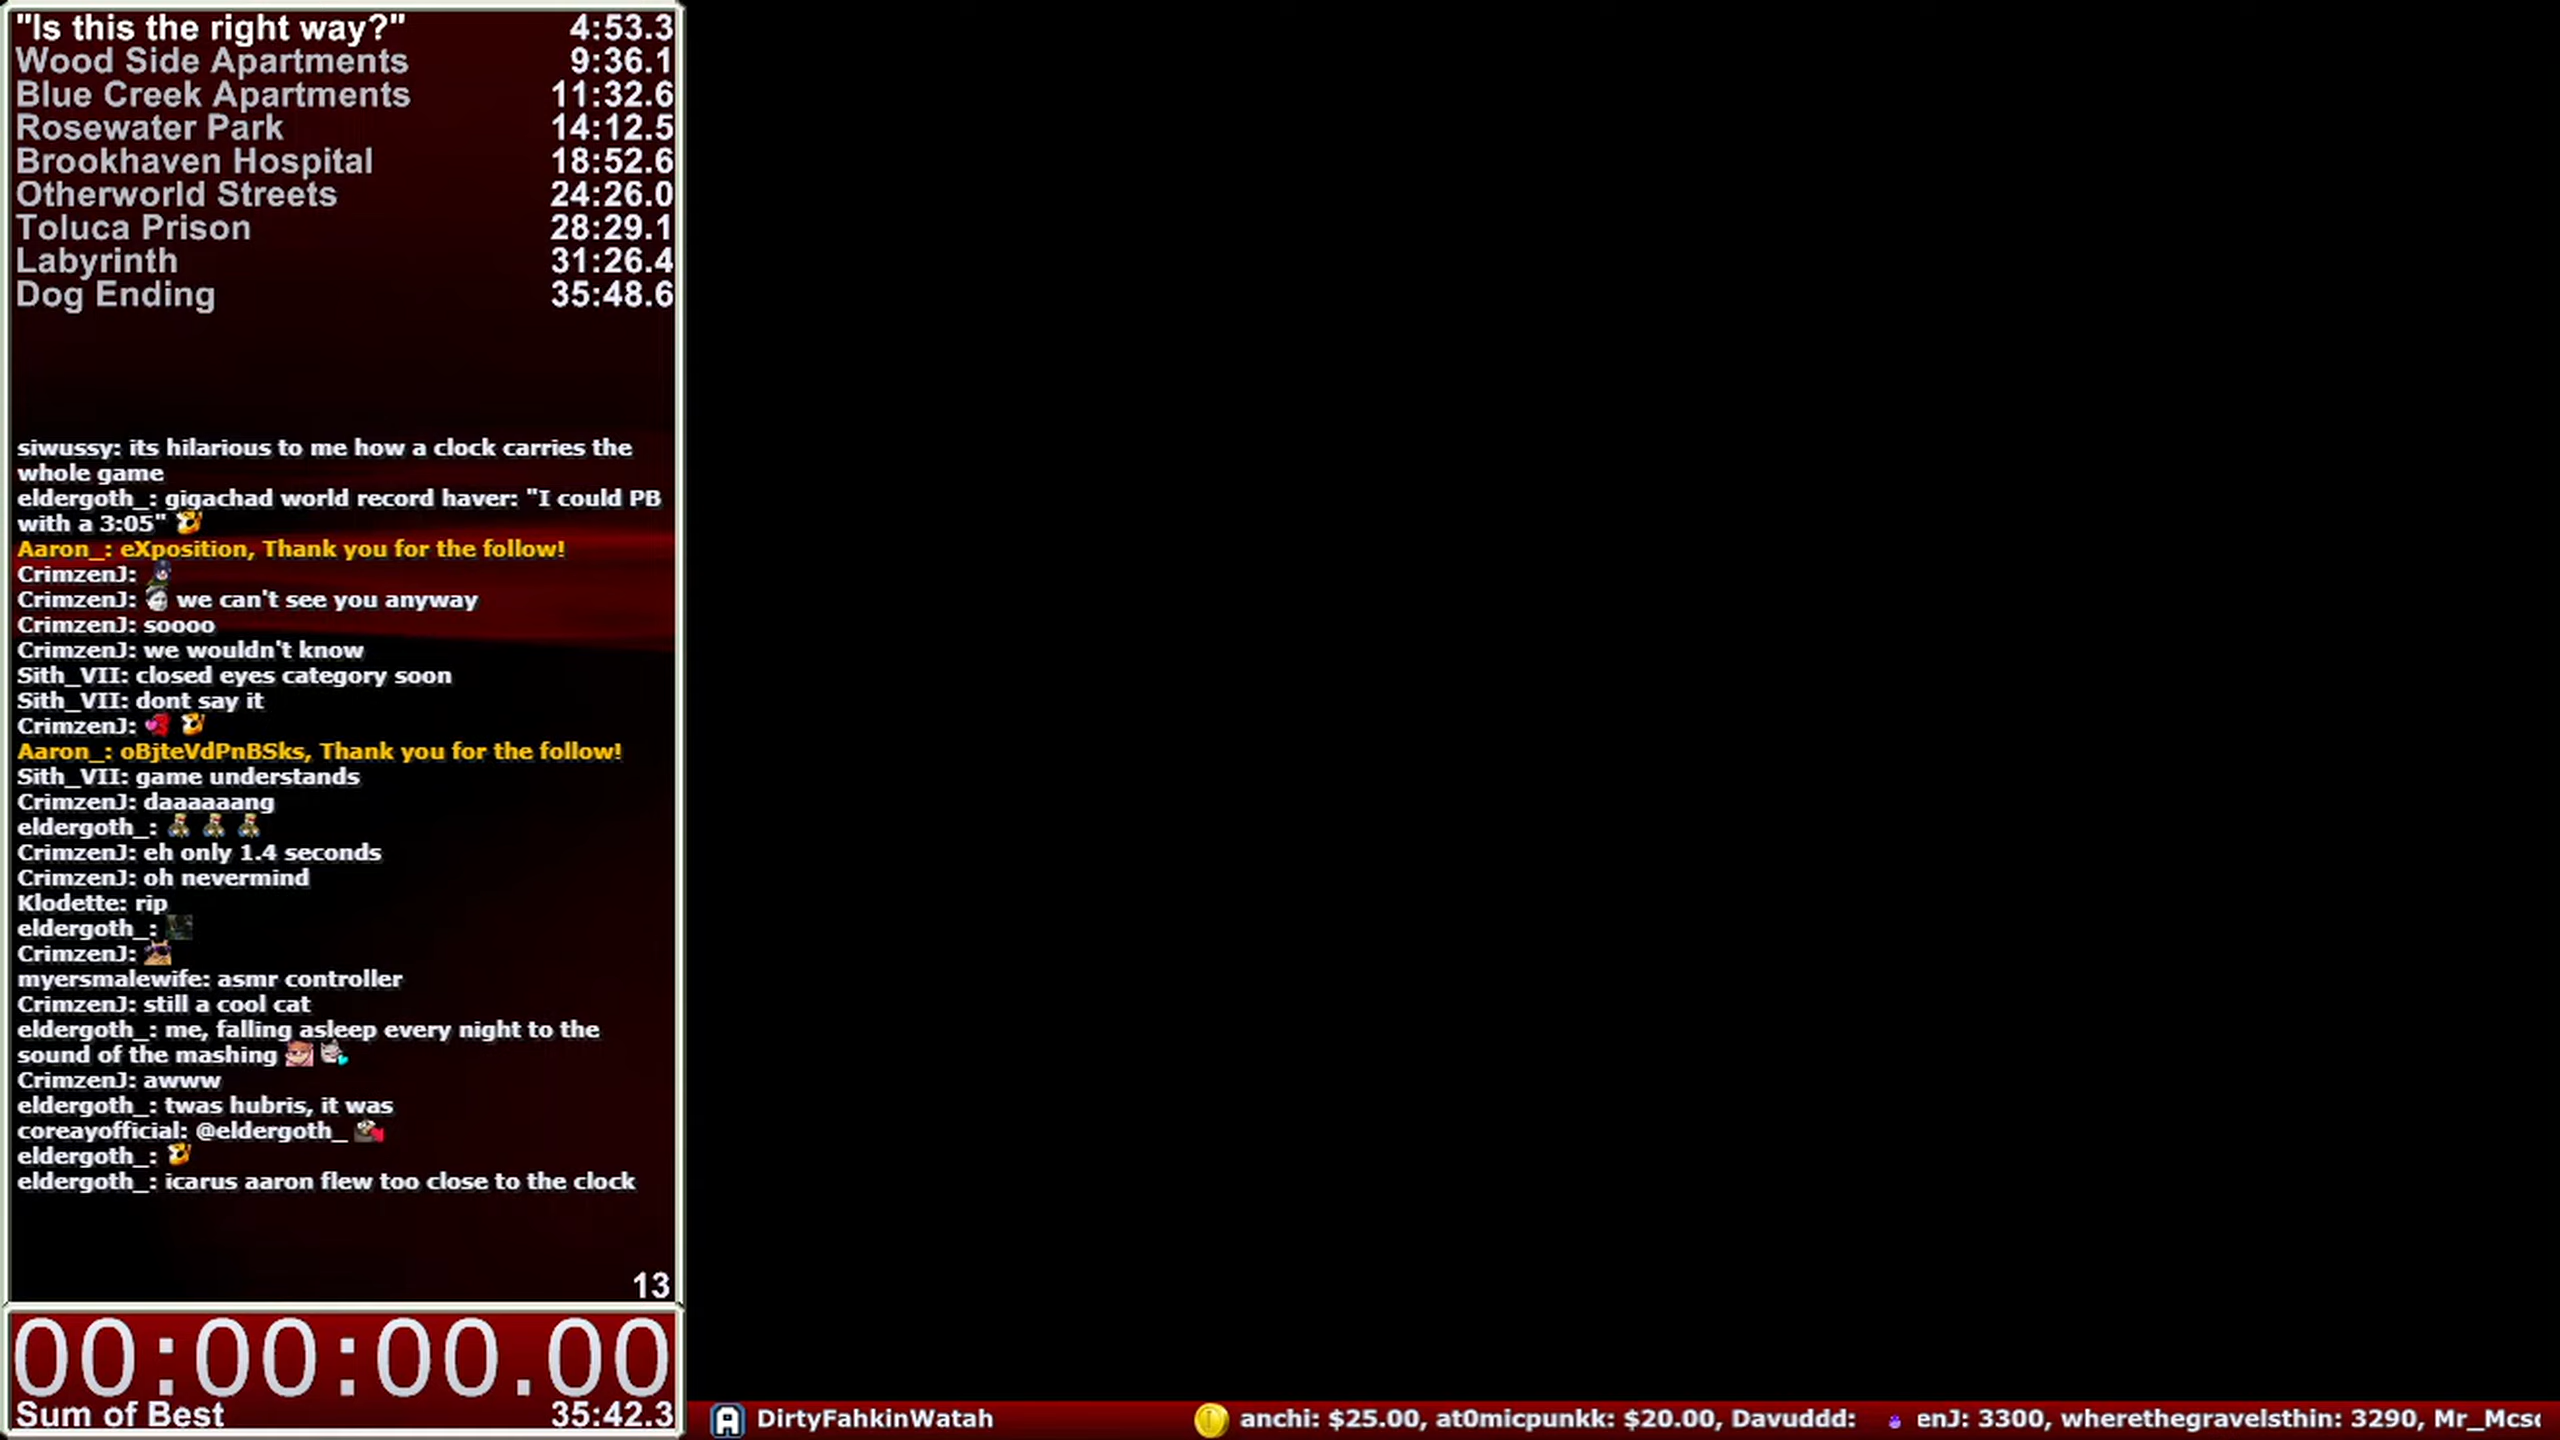 "Is this the right way?" 4:53.3
Wood Side Apartments 9:36.1
Blue Creek Apartments 11:32.6
Rosewater Park 14:12.5
Brookhaven Hospital 18:52.6
Otherworld Streets 24:26.0
Toluca Prison 28:29.1
Labyrinth 31:26.4
Dog Ending 35:48.6
siwussy: its hilarious to me how a clock carries the
whole game
eldergoth_: gigachad world record haver: "I could PB
with a 3:05"
Aaron_: eXposition, Thank you for the follow!
CrimzenJ:
CrimzenJ: we can't see you anyway
CrimzenJ: soooo
CrimzenJ: we wouldn't know
Sith_VII: closed eyes category soon
Sith_VII: dont say it
CrimzenJ:
Aaron_: oBjteVdPnBSks, Thank you for the follow!
Sith_VII: game understands
CrimzenJ: daaaaaang
eldergoth_:
CrimzenJ: eh only 1.4 seconds
CrimzenJ: oh nevermind
Klodette: rip
eldergoth_:
CrimzenJ:
myersmalewife: asmr controller
CrimzenJ: still a cool cat
eldergoth_: me, falling asleep every night to the
sound of the mashing
CrimzenJ: awww
eldergoth_: twas hubris, it was
coreayofficial: @eldergoth_
eldergoth_:
eldergoth_: icarus aaron flew too close to the clock
13
00:00:00.00
Sum of Best 35:42.3
A DirtyFahkinWatah anchi: $25.00, at0micpunkk: $20.00, Davuddd: enJ: 3300, wherethegravelsthin: 3290, Mr_Mcs